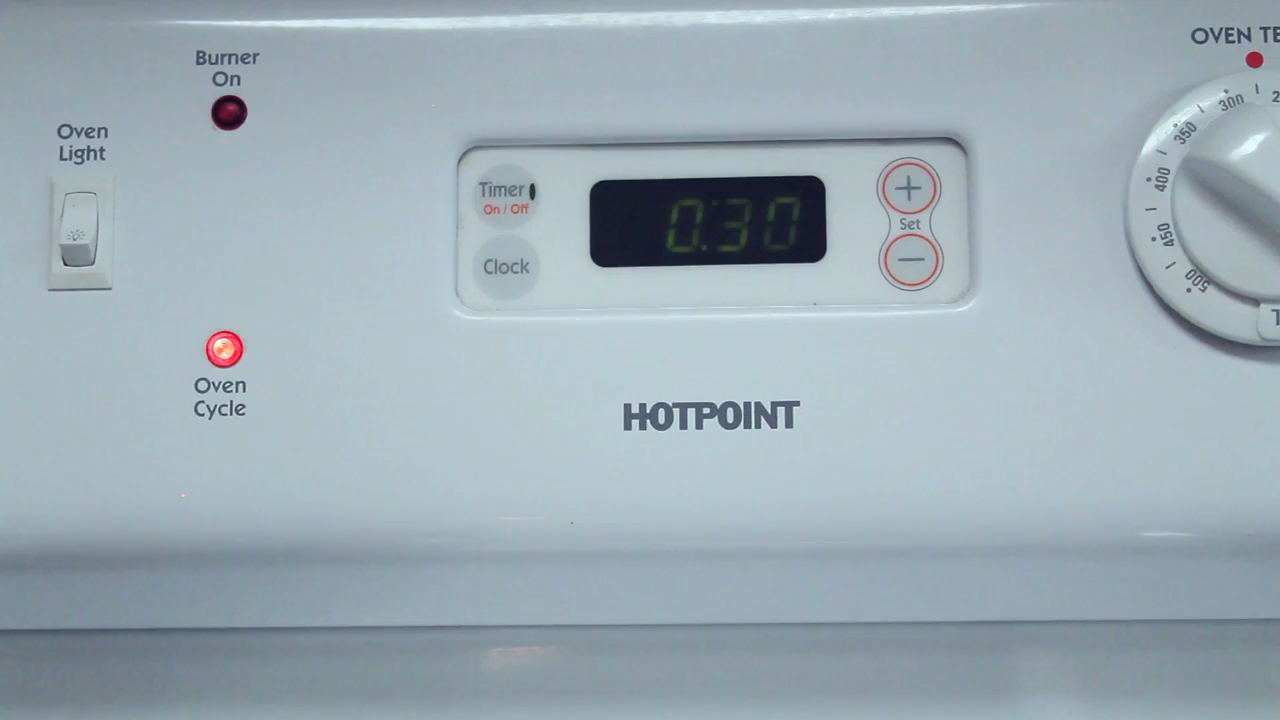 Burner
On
Oven
Light
Timer
On / Off
Clock
0:30
+
Set
−
Oven
Cycle
HOTPOINT
OVEN
300
350
400
450
500